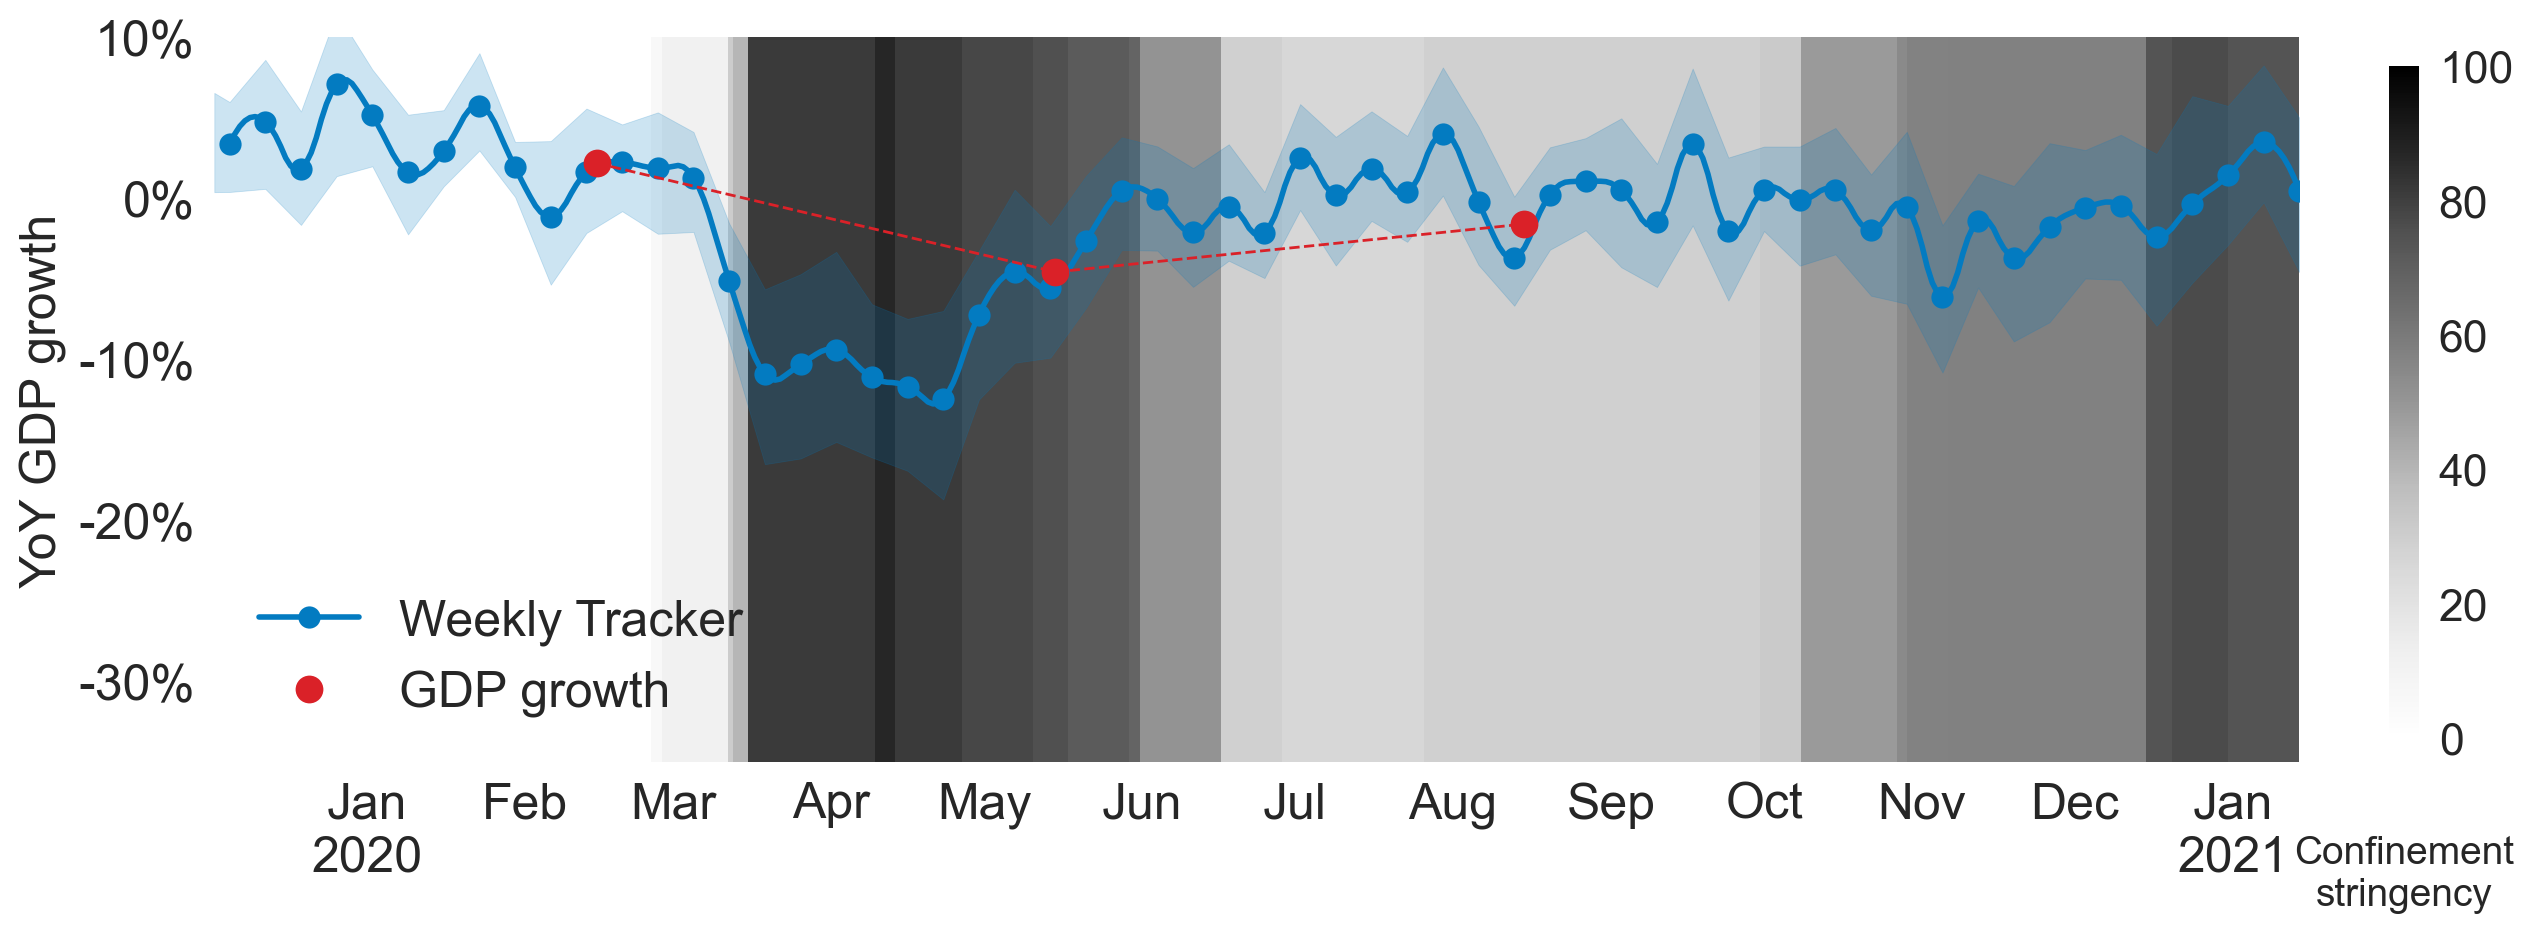 10%
0%
-10%
-20%
-30%
YoY GDP growth
Weekly Tracker
GDP growth
Jan Feb Mar Apr May Jun Jul Aug Sep Oct Nov Dec Jan
2020 2021
100
80
60
40
20
0
Confinement
stringency